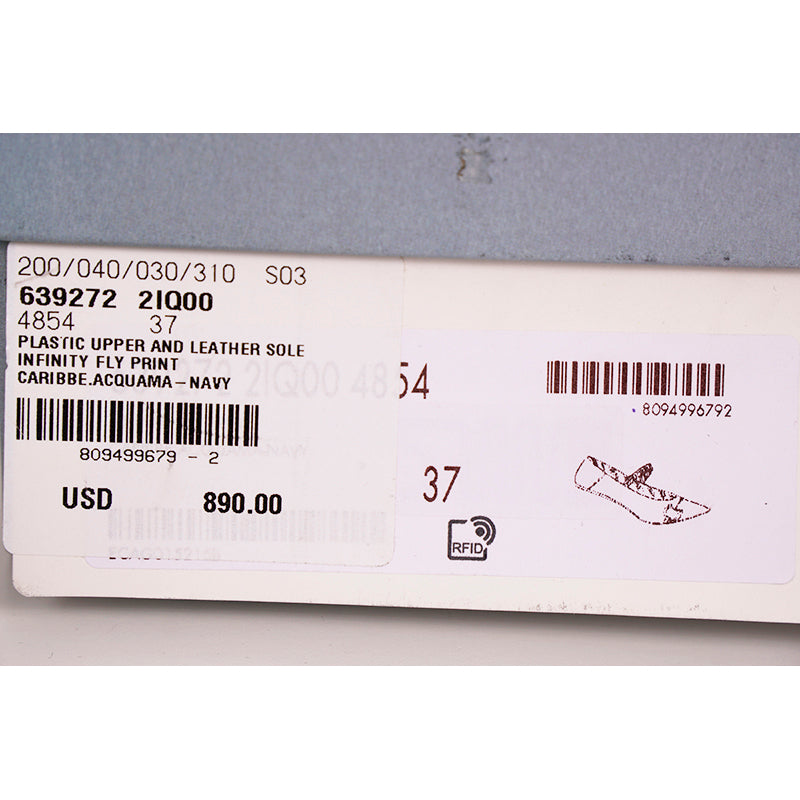 200/040/030/310 S03
639272 2IQ00
4854 37
PLASTIC UPPER AND LEATHER SOLE
INFINITY FLY PRINT
CARIBBE.ACQUAMA-NAVY
809499679 - 2
USD 890.00
2IQ00 4854
8094996792
37
RFID